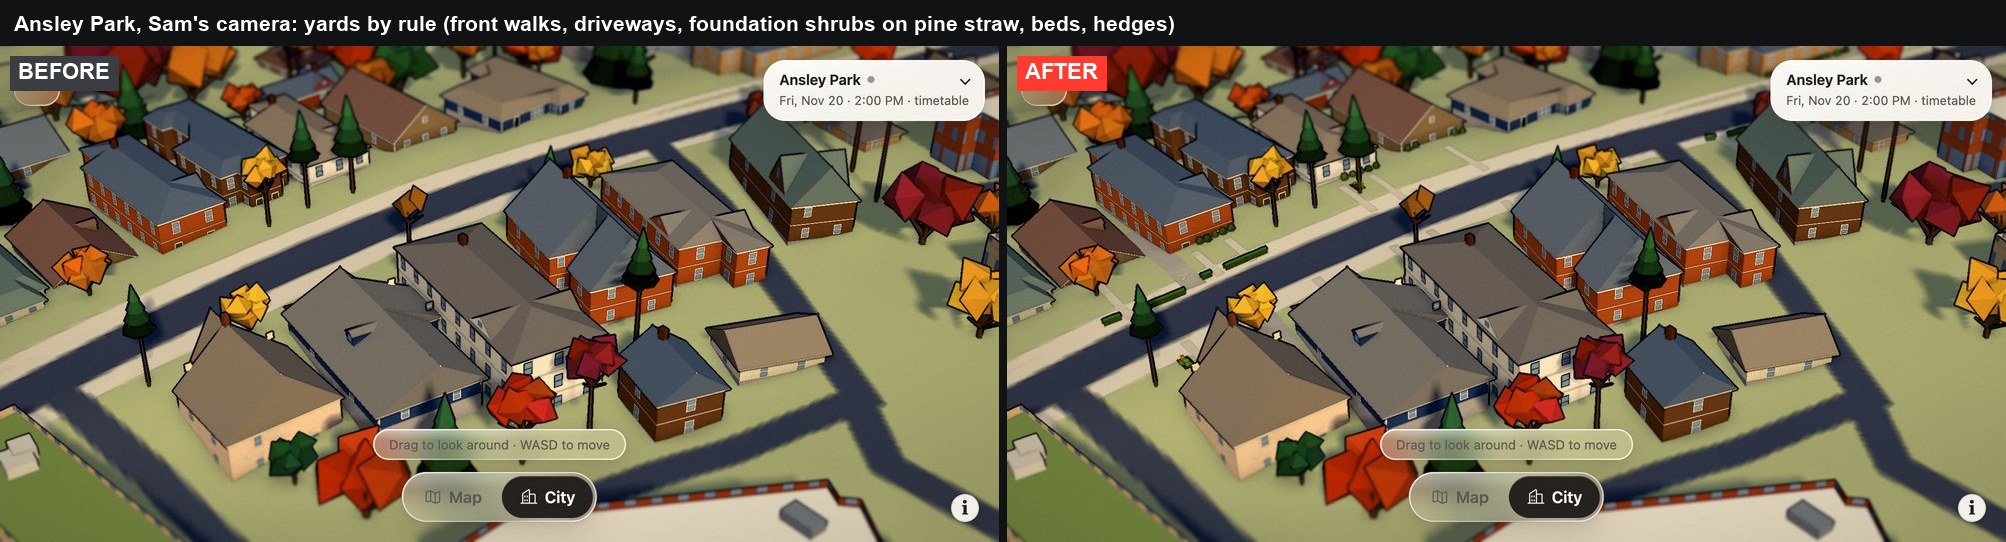 Ansley Park, Sam's camera: yards by rule (front walks, driveways, foundation shrubs on pine straw, beds, hedges)
BEFORE
Ansley Park
Fri, Nov 20 · 2:00 PM · timetable
Drag to look around · WASD to move
Map
City
i
AFTER
Ansley Park
Fri, Nov 20 · 2:00 PM · timetable
Drag to look around · WASD to move
Map
City
i